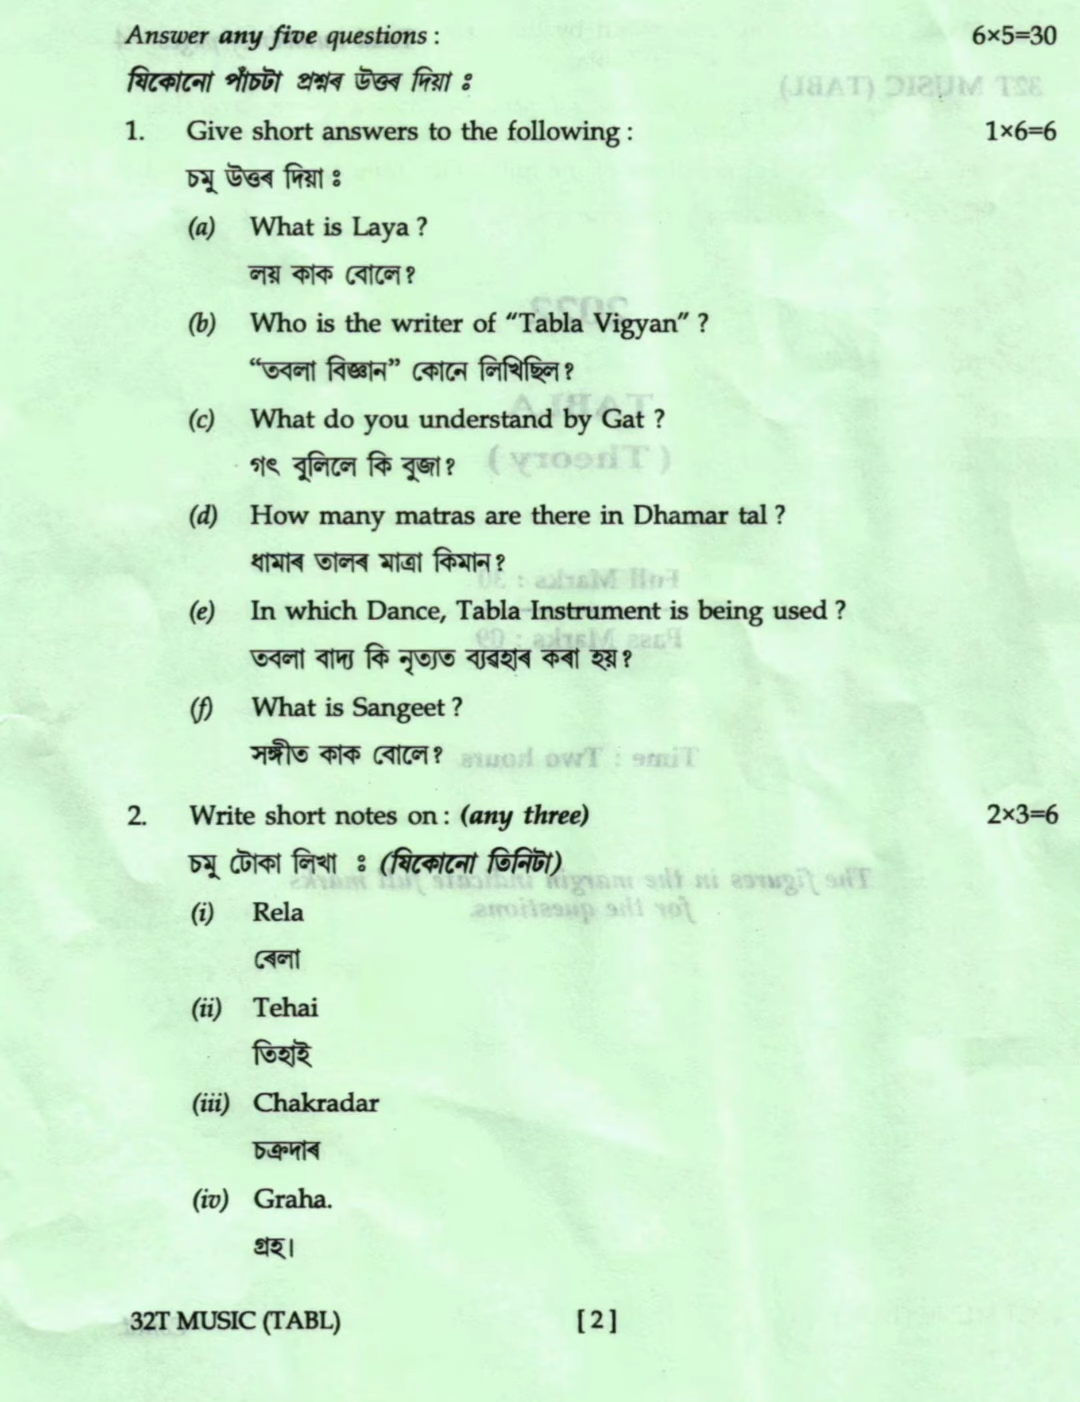 Answer any five questions : 6×5=30
যিকোনো পাঁচটা প্ৰশ্নৰ উত্তৰ দিয়া ঃ
1. Give short answers to the following : 1×6=6
চমু উত্তৰ দিয়া ঃ
(a) What is Laya ?
লয় কাক বোলে ?
(b) Who is the writer of “Tabla Vigyan” ?
“তবলা বিজ্ঞান” কোনে লিখিছিল ?
(c) What do you understand by Gat ?
গৎ বুলিলে কি বুজা ?
(d) How many matras are there in Dhamar tal ?
ধামাৰ তালৰ মাত্ৰা কিমান ?
(e) In which Dance, Tabla Instrument is being used ?
তবলা বাদ্য কি নৃত্যত ব্যৱহাৰ কৰা হয় ?
(f) What is Sangeet ?
সঙ্গীত কাক বোলে ?
2. Write short notes on : (any three) 2×3=6
চমু টোকা লিখা ঃ (যিকোনো তিনিটা)
(i) Rela
ৰেলা
(ii) Tehai
তিহাই
(iii) Chakradar
চক্ৰদাৰ
(iv) Graha.
গ্ৰহ।
32T MUSIC (TABL) [ 2 ]